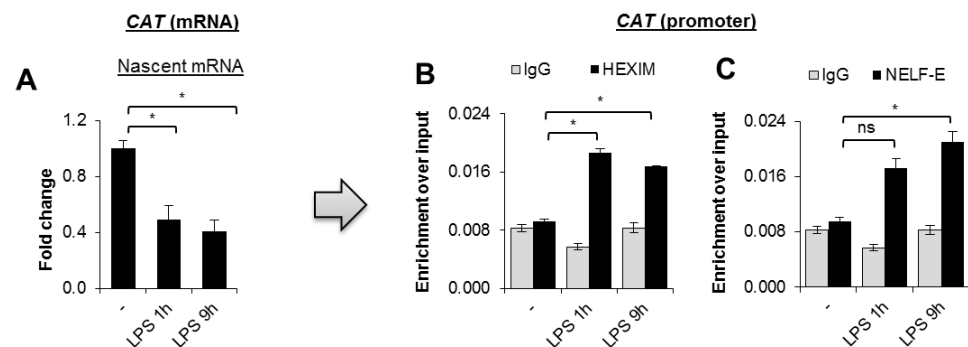 CAT (mRNA)
CAT (promoter)
A
Nascent mRNA
*
*
Fold change
1.2
0.8
0.4
0.0
-
LPS 1h
LPS 9h
B
IgG HEXIM
*
*
Enrichment over input
0.024
0.016
0.008
0.000
-
LPS 1h
LPS 9h
C
IgG NELF-E
*
ns
Enrichment over input
0.024
0.016
0.008
0.000
-
LPS 1h
LPS 9h